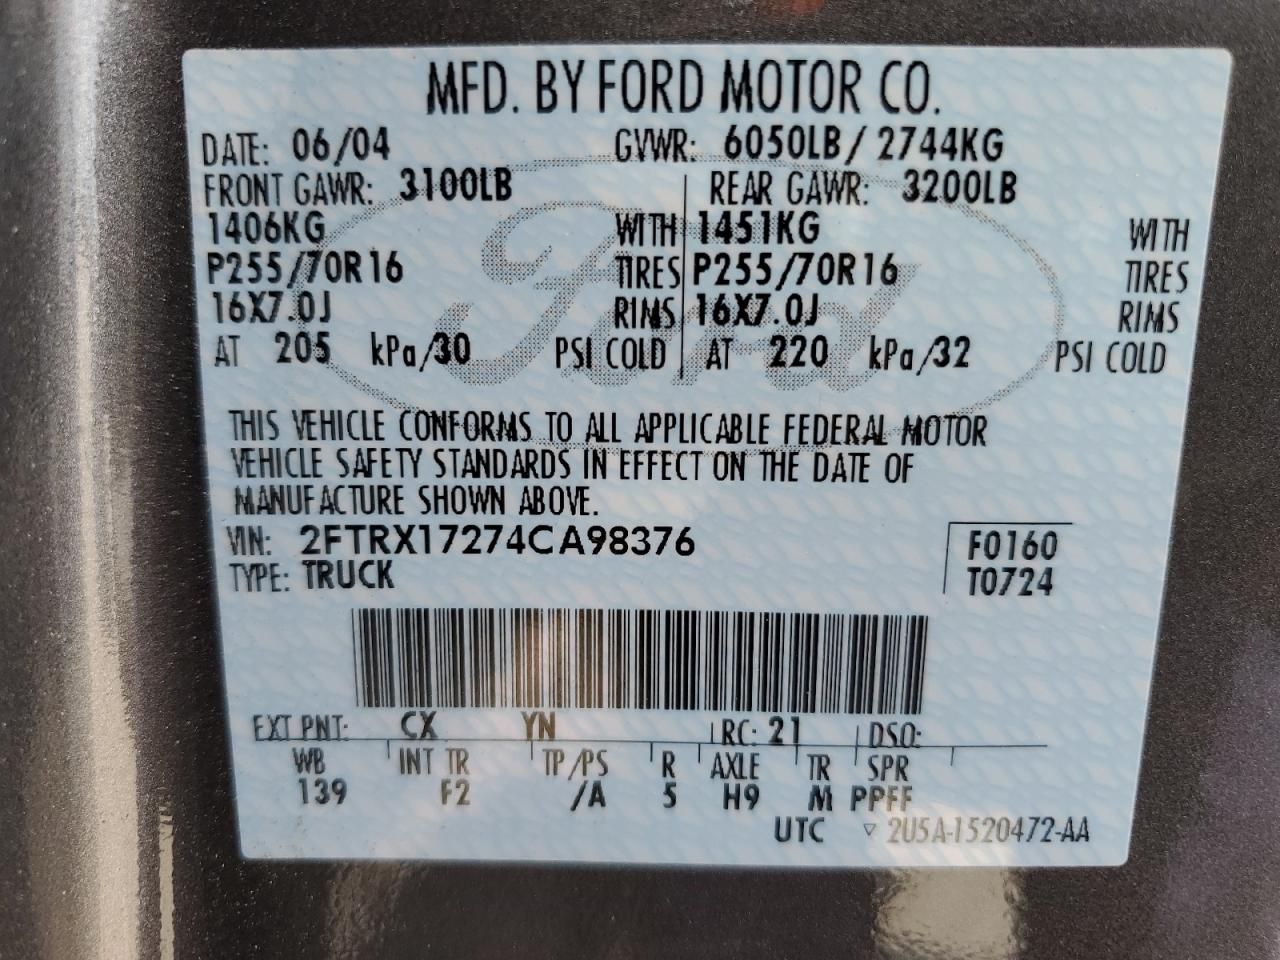 MFD. BY FORD MOTOR CO.
DATE: 06/04 GVWR: 6050LB/ 2744KG
FRONT GAWR: 3100LB REAR GAWR: 3200LB
1406KG WITH 1451KG WITH
P255/70R16 TIRES P255/70R16 TIRES
16X7.0J RIMS 16X7.0J RIMS
AT 205 kPa/30 PSI COLD AT 220 kPa/32 PSI COLD
Ford
THIS VEHICLE CONFORMS TO ALL APPLICABLE FEDERAL MOTOR
VEHICLE SAFETY STANDARDS IN EFFECT ON THE DATE OF
MANUFACTURE SHOWN ABOVE.
VIN: 2FTRX17274CA98376 F0160
TYPE: TRUCK T0724
EXT PNT: CX YN RC: 21 DSO:
WB INT TR TP/PS R AXLE TR SPR
139 F2 /A 5 H9 M PPFF
UTC ▽ 2U5A-1520472-AA